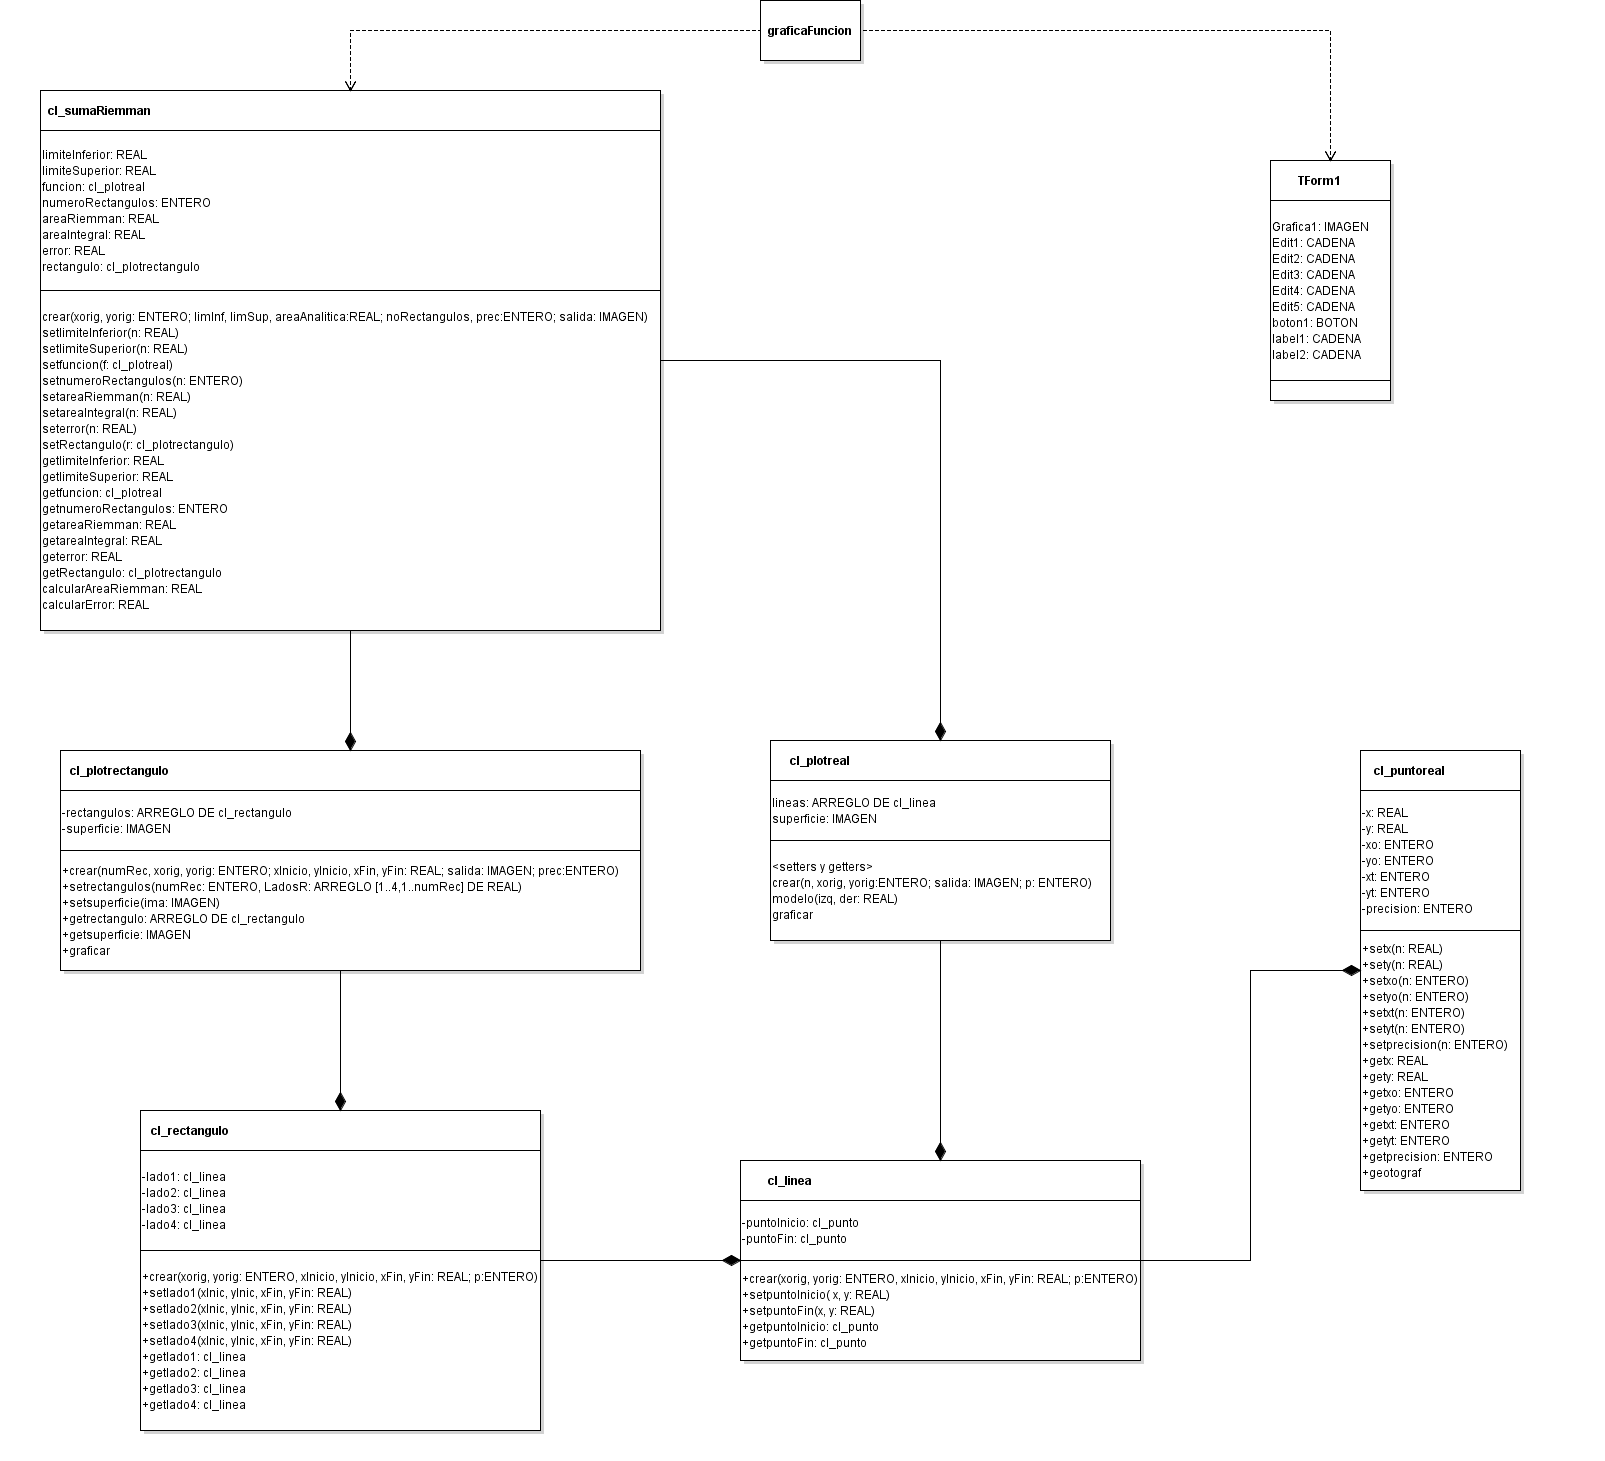 graficaFuncion
cl_sumaRiemman
limiteInferior: REAL
limiteSuperior: REAL
funcion: cl_plotreal
numeroRectangulos: ENTERO
areaRiemman: REAL
areaIntegral: REAL
error: REAL
rectangulo: cl_plotrectangulo
crear(xorig, yorig: ENTERO; limInf, limSup, areaAnalitica:REAL; noRectangulos, prec:ENTERO; salida: IMAGEN)
setlimiteInferior(n: REAL)
setlimiteSuperior(n: REAL)
setfuncion(f: cl_plotreal)
setnumeroRectangulos(n: ENTERO)
setareaRiemman(n: REAL)
setareaIntegral(n: REAL)
seterror(n: REAL)
setRectangulo(r: cl_plotrectangulo)
getlimiteInferior: REAL
getlimiteSuperior: REAL
getfuncion: cl_plotreal
getnumeroRectangulos: ENTERO
getareaRiemman: REAL
getareaIntegral: REAL
geterror: REAL
getRectangulo: cl_plotrectangulo
calcularAreaRiemman: REAL
calcularError: REAL
TForm1
Grafica1: IMAGEN
Edit1: CADENA
Edit2: CADENA
Edit3: CADENA
Edit4: CADENA
Edit5: CADENA
boton1: BOTON
label1: CADENA
label2: CADENA
cl_plotrectangulo
-rectangulos: ARREGLO DE cl_rectangulo
-superficie: IMAGEN
+crear(numRec, xorig, yorig: ENTERO; xInicio, yInicio, xFin, yFin: REAL; salida: IMAGEN; prec:ENTERO)
+setrectangulos(numRec: ENTERO, LadosR: ARREGLO [1..4,1..numRec] DE REAL)
+setsuperficie(ima: IMAGEN)
+getrectangulo: ARREGLO DE cl_rectangulo
+getsuperficie: IMAGEN
+graficar
cl_plotreal
lineas: ARREGLO DE cl_linea
superficie: IMAGEN
<setters y getters>
crear(n, xorig, yorig:ENTERO; salida: IMAGEN; p: ENTERO)
modelo(izq, der: REAL)
graficar
cl_puntoreal
-x: REAL
-y: REAL
-xo: ENTERO
-yo: ENTERO
-xt: ENTERO
-yt: ENTERO
-precision: ENTERO
+setx(n: REAL)
+sety(n: REAL)
+setxo(n: ENTERO)
+setyo(n: ENTERO)
+setxt(n: ENTERO)
+setyt(n: ENTERO)
+setprecision(n: ENTERO)
+getx: REAL
+gety: REAL
+getxo: ENTERO
+getyo: ENTERO
+getxt: ENTERO
+getyt: ENTERO
+getprecision: ENTERO
+geotograf
cl_rectangulo
-lado1: cl_linea
-lado2: cl_linea
-lado3: cl_linea
-lado4: cl_linea
+crear(xorig, yorig: ENTERO, xInicio, yInicio, xFin, yFin: REAL; p:ENTERO)
+setlado1(xInic, yInic, xFin, yFin: REAL)
+setlado2(xInic, yInic, xFin, yFin: REAL)
+setlado3(xInic, yInic, xFin, yFin: REAL)
+setlado4(xInic, yInic, xFin, yFin: REAL)
+getlado1: cl_linea
+getlado2: cl_linea
+getlado3: cl_linea
+getlado4: cl_linea
cl_linea
-puntoInicio: cl_punto
-puntoFin: cl_punto
+crear(xorig, yorig: ENTERO, xInicio, yInicio, xFin, yFin: REAL; p:ENTERO)
+setpuntoInicio( x, y: REAL)
+setpuntoFin(x, y: REAL)
+getpuntoInicio: cl_punto
+getpuntoFin: cl_punto